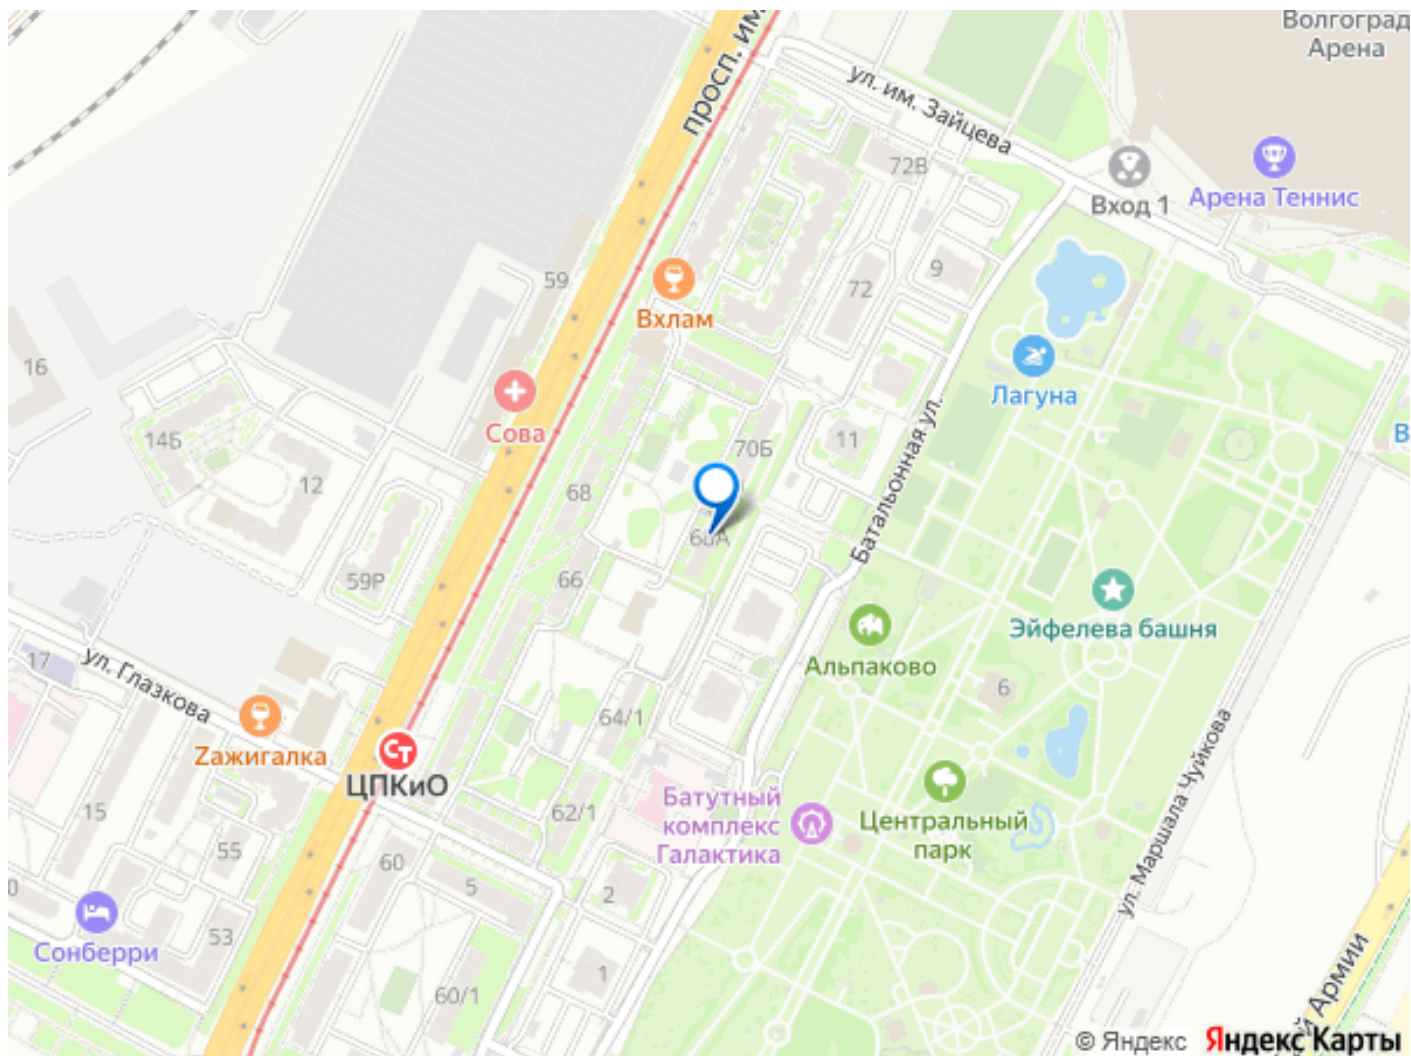 Волгоград
Арена
просп. им
ул. им. Зайцева
72В
Вход 1
Арена Теннис
59
9
72
Вхлам
16
Лагуна
Сова
14Б
70Б
11
В
12
68
Батальонная ул.
68А
59Р
66
Эйфелева башня
Альпаково
17
ул. Глазкова
6
64/1
Zажигалка
ЦПКиО
ул. Маршала Чуйкова
Батутный
комплекс
Галактика
Центральный
парк
15
62/1
55
60
5
2
0
Сонберри
53
1
60/1
й Армии
© Яндекс Яндекс Карты